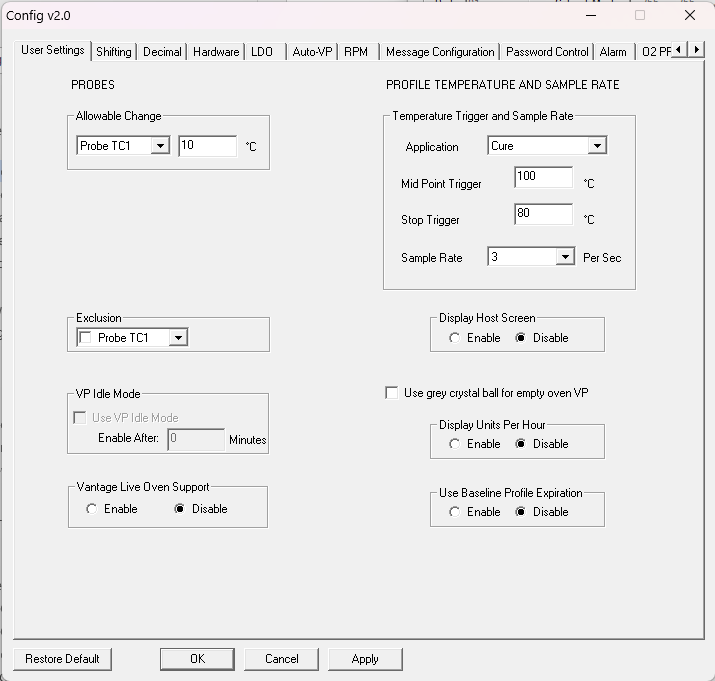 Config v2.0
User Settings Shifting Decimal Hardware LDO Auto-VP RPM Message Configuration Password Control Alarm O2 PF
PROBES
Allowable Change
Probe TC1 10 °C
Exclusion
Probe TC1
VP Idle Mode
Use VP Idle Mode
Enable After: 0 Minutes
Vantage Live Oven Support
Enable Disable
PROFILE TEMPERATURE AND SAMPLE RATE
Temperature Trigger and Sample Rate
Application Cure
Mid Point Trigger 100 °C
Stop Trigger 80 °C
Sample Rate 3 Per Sec
Display Host Screen
Enable Disable
Use grey crystal ball for empty oven VP
Display Units Per Hour
Enable Disable
Use Baseline Profile Expiration
Enable Disable
Restore Default OK Cancel Apply